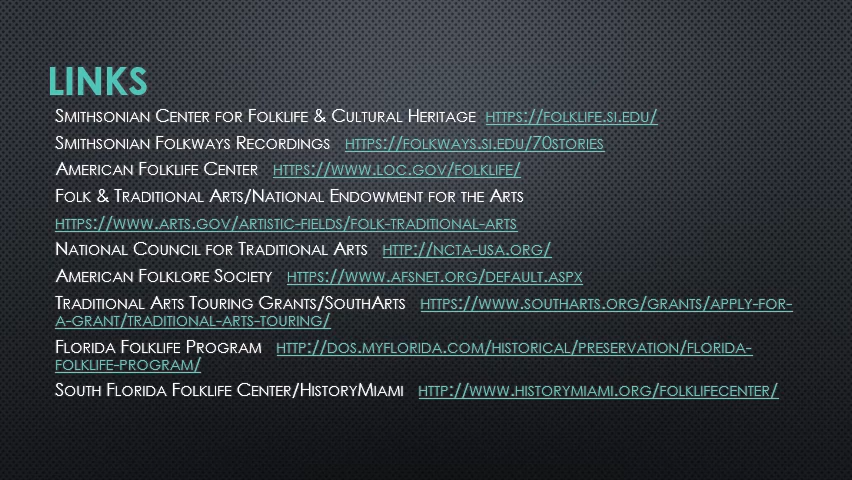 LINKS
Smithsonian Center for Folklife & Cultural Heritage https://folklife.si.edu/
Smithsonian Folkways Recordings https://folkways.si.edu/70stories
American Folklife Center https://www.loc.gov/folklife/
Folk & Traditional Arts/National Endowment for the Arts
https://www.arts.gov/artistic-fields/folk-traditional-arts
National Council for Traditional Arts http://ncta-usa.org/
American Folklore Society https://www.afsnet.org/default.aspx
Traditional Arts Touring Grants/SouthArts https://www.southarts.org/grants/apply-for-
a-grant/traditional-arts-touring/
Florida Folklife Program http://dos.myflorida.com/historical/preservation/florida-
folklife-program/
South Florida Folklife Center/HistoryMiami http://www.historymiami.org/folklifecenter/